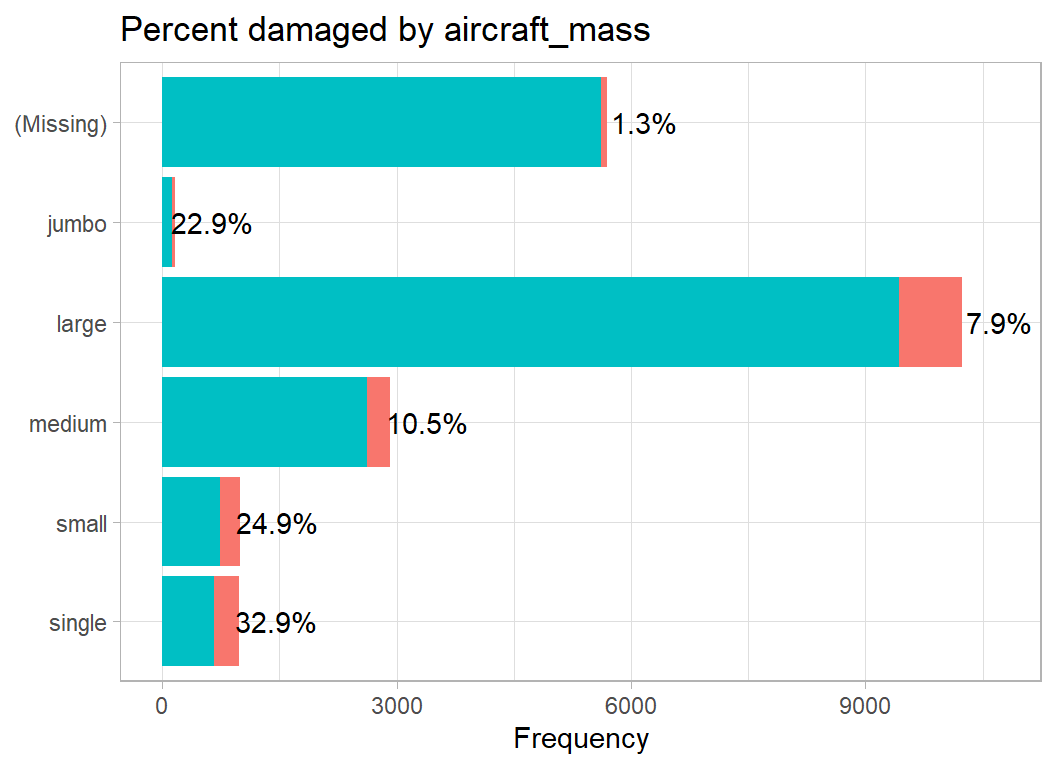 Percent damaged by aircraft_mass
(Missing) 1.3%
jumbo 22.9%
large 7.9%
medium 10.5%
small 24.9%
single 32.9%
0 3000 6000 9000
Frequency